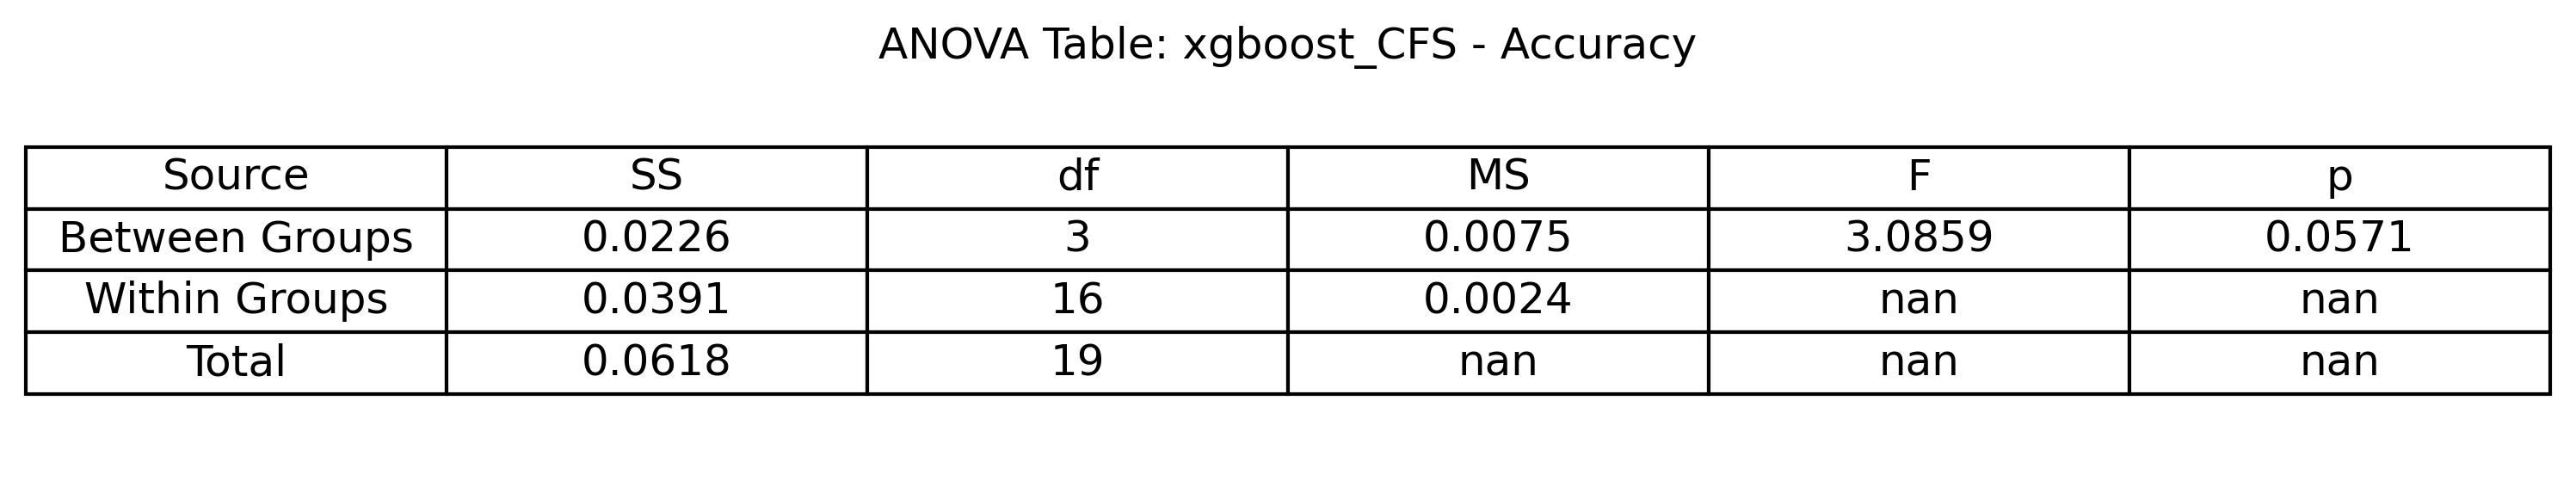 ANOVA Table: xgboost_CFS - Accuracy
Source SS df MS F p
Between Groups 0.0226 3 0.0075 3.0859 0.0571
Within Groups 0.0391 16 0.0024 nan nan
Total 0.0618 19 nan nan nan